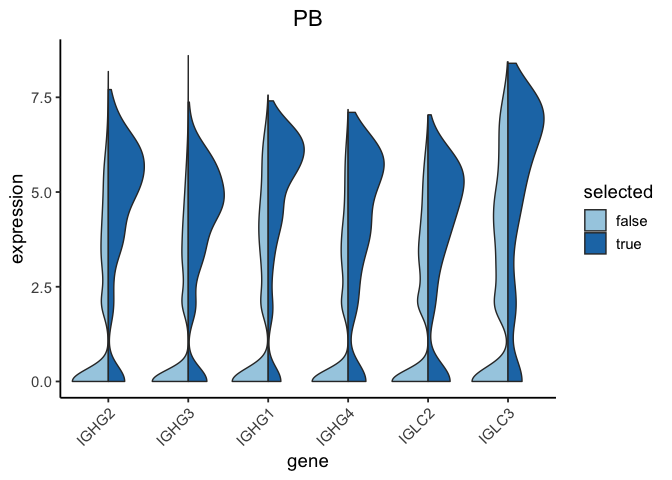 PB
expression
7.5
5.0
2.5
0.0
IGHG2
IGHG3
IGHG1
IGHG4
IGLC2
IGLC3
gene
selected
false
true